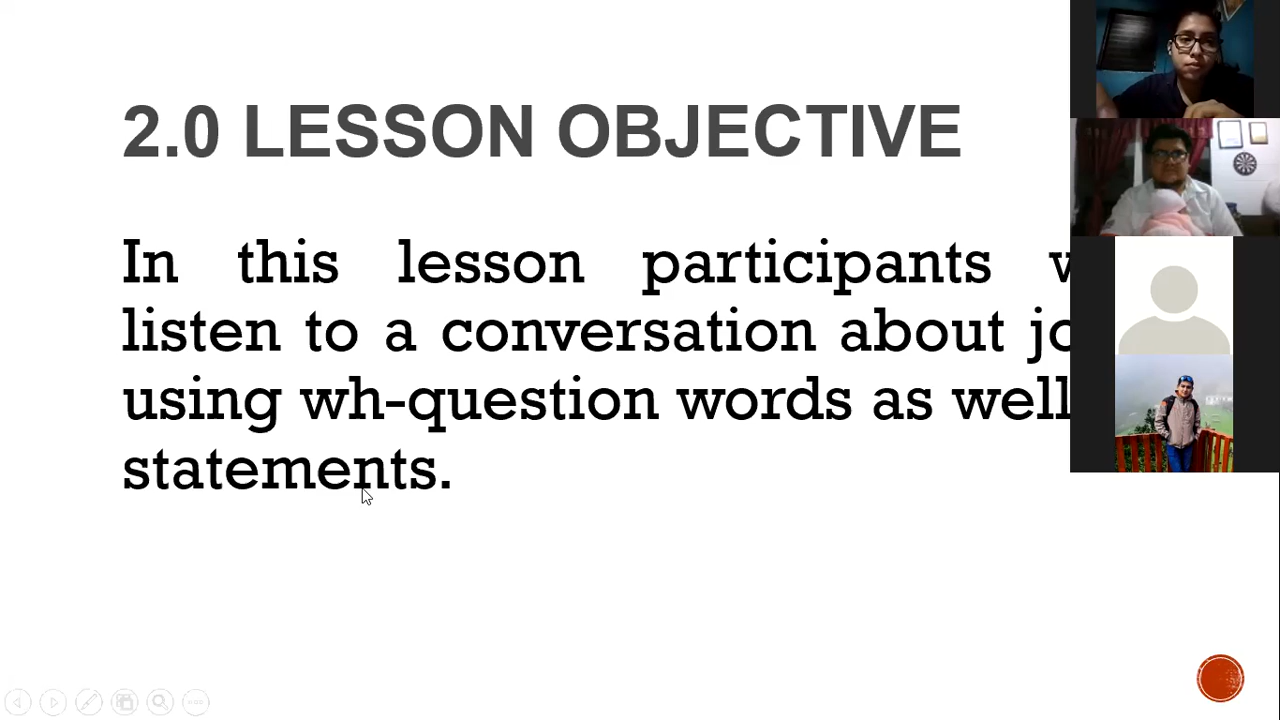 2.0 LESSON OBJECTIVE
In this lesson participants
listen to a conversation about
using wh-question words as well
statements.